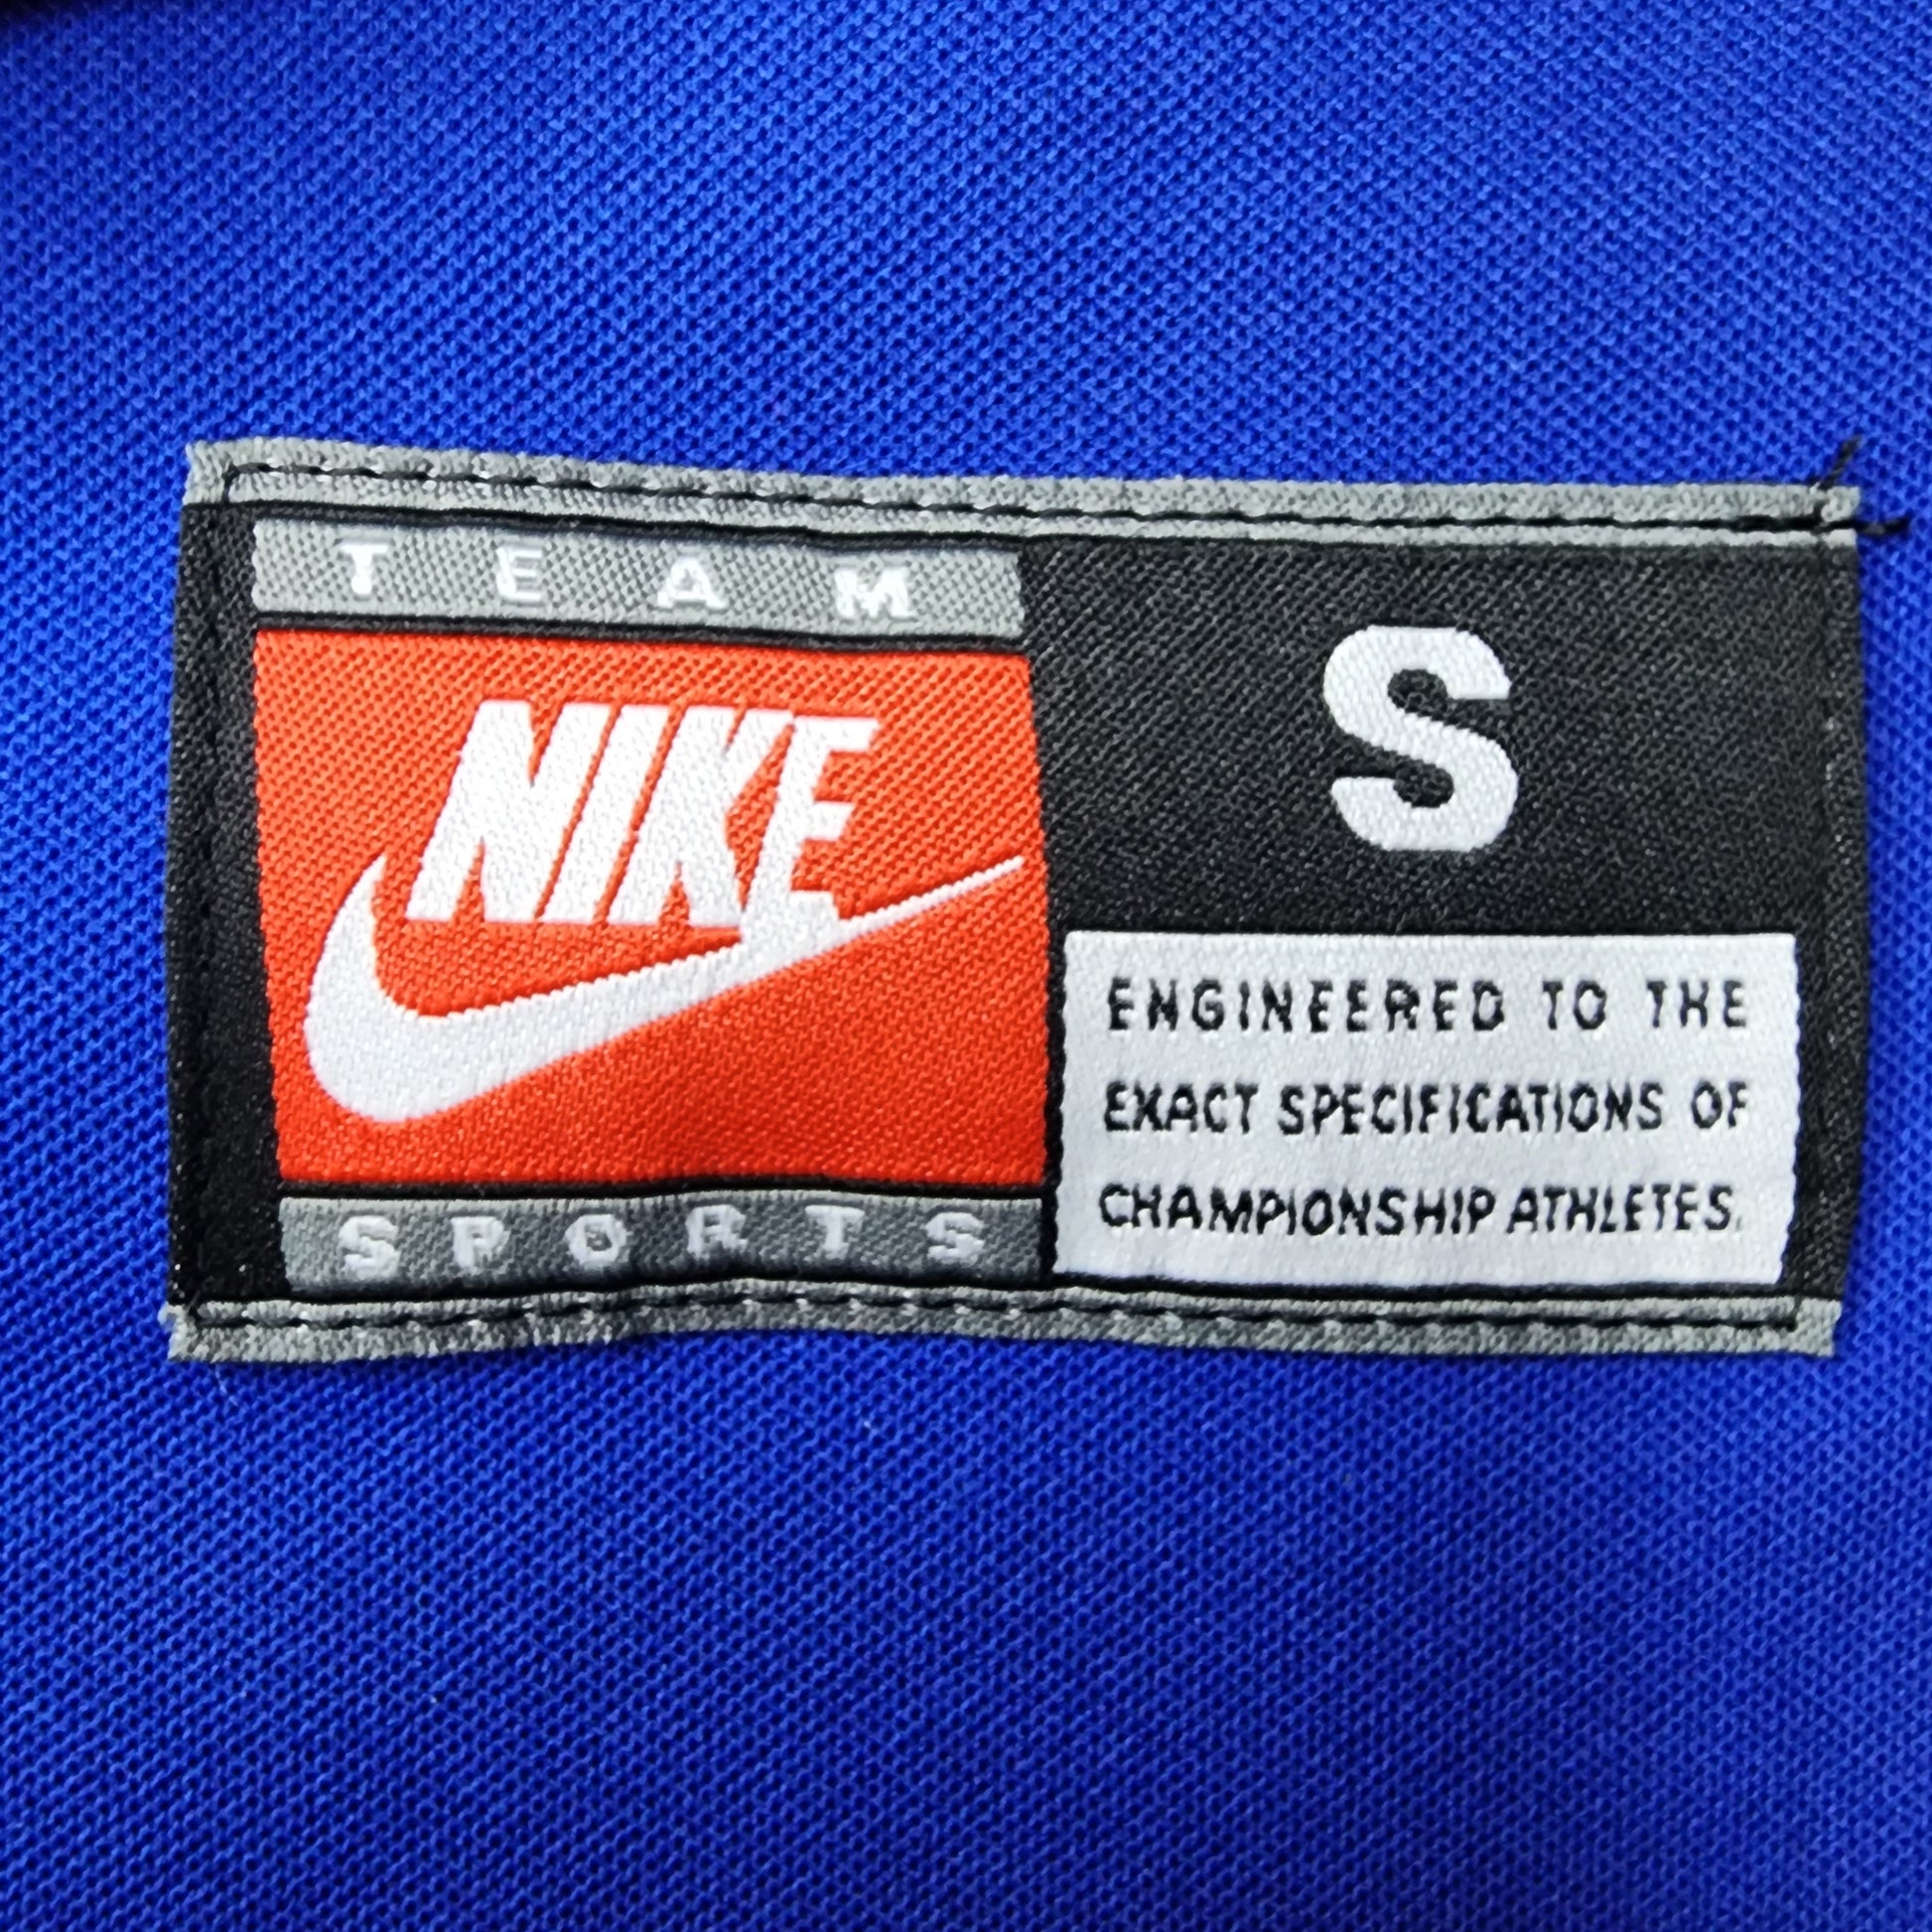 TEAM
NIKE
SPORTS
S
ENGINEERED TO THE
EXACT SPECIFICATIONS OF
CHAMPIONSHIP ATHLETES.